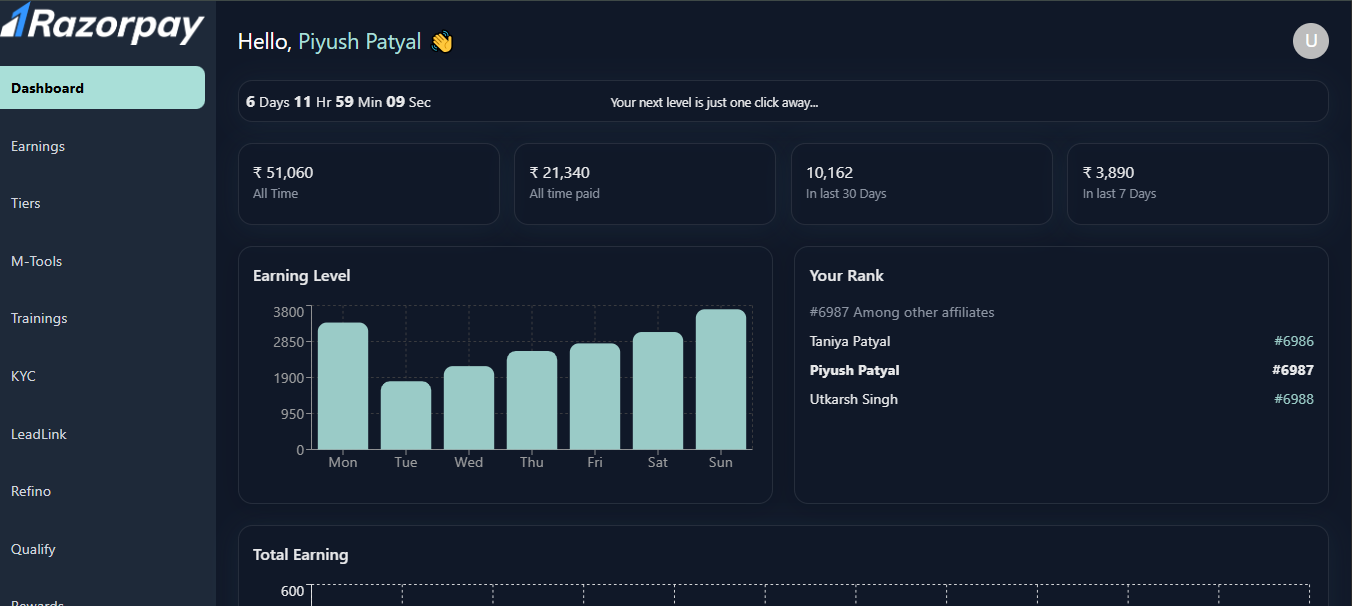 Razorpay
Hello, Piyush Patyal 👋
U
Dashboard
Earnings
Tiers
M-Tools
Trainings
KYC
LeadLink
Refino
Qualify
Rewards
6 Days 11 Hr 59 Min 09 Sec
Your next level is just one click away...
₹ 51,060
All Time
₹ 21,340
All time paid
10,162
In last 30 Days
₹ 3,890
In last 7 Days
Earning Level
3800
2850
1900
950
0
Mon Tue Wed Thu Fri Sat Sun
Your Rank
#6987 Among other affiliates
Taniya Patyal #6986
Piyush Patyal #6987
Utkarsh Singh #6988
Total Earning
600